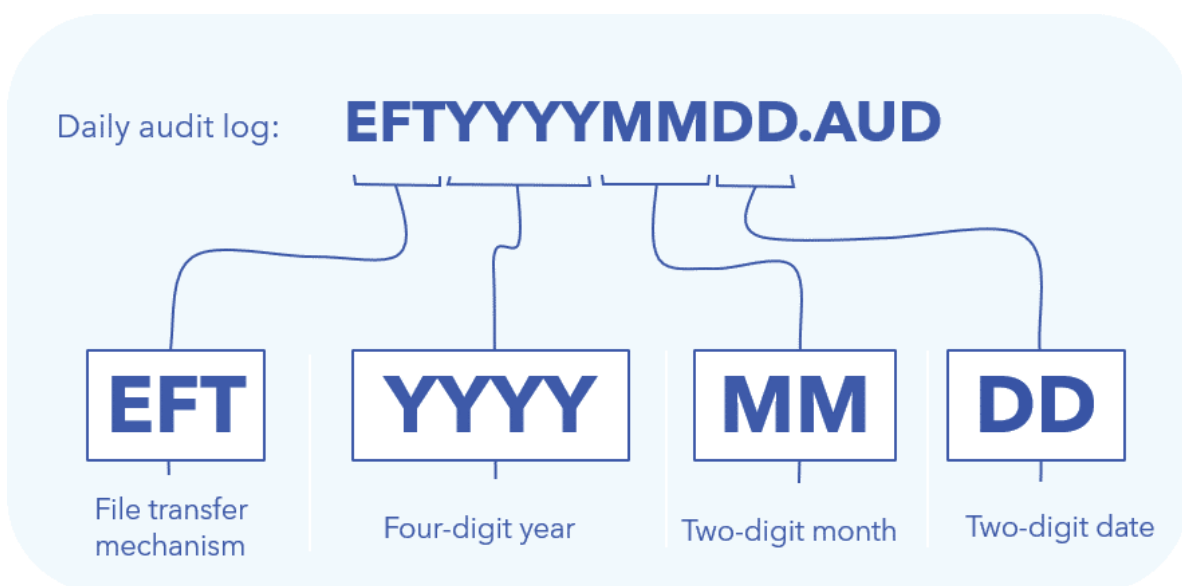 Daily audit log: EFTYYYYMMDD.AUD
EFT YYYY MM DD
File transfer
mechanism
Four-digit year
Two-digit month
Two-digit date